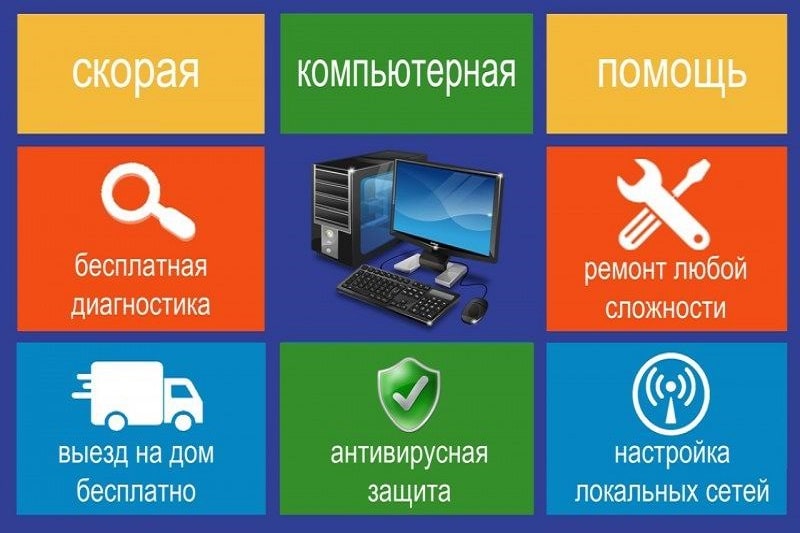 скорая
компьютерная
помощь
бесплатная
диагностика
ремонт любой
сложности
выезд на дом
бесплатно
антивирусная
защита
настройка
локальных сетей